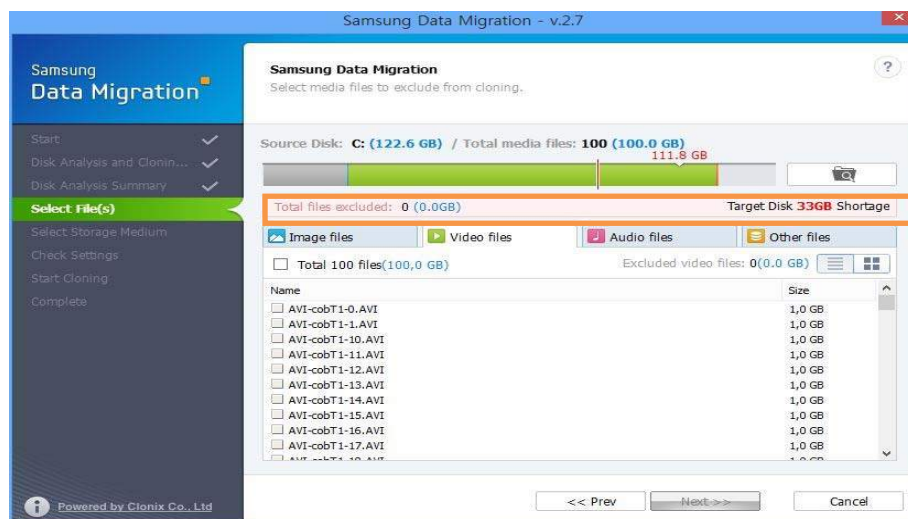 Samsung Data Migration - v.2.7
Samsung
Data Migration
Samsung Data Migration
Select media files to exclude from cloning.
?
Start
Disk Analysis and Clonin...
Disk Analysis Summary
Select File(s)
Select Storage Medium
Check Settings
Start Cloning
Complete
Source Disk: C: (122.6 GB) / Total media files: 100 (100.0 GB)
111.8 GB
Total files excluded: 0 (0.0GB) Target Disk 33GB Shortage
Image files Video files Audio files Other files
Total 100 files(100,0 GB) Excluded video files: 0(0.0 GB)
Name Size
AVI-cobT1-0.AVI 1,0 GB
AVI-cobT1-1.AVI 1,0 GB
AVI-cobT1-10.AVI 1,0 GB
AVI-cobT1-11.AVI 1,0 GB
AVI-cobT1-12.AVI 1,0 GB
AVI-cobT1-13.AVI 1,0 GB
AVI-cobT1-14.AVI 1,0 GB
AVI-cobT1-15.AVI 1,0 GB
AVI-cobT1-16.AVI 1,0 GB
AVI-cobT1-17.AVI 1,0 GB
Powered by Clonix Co., Ltd
<< Prev Next >> Cancel